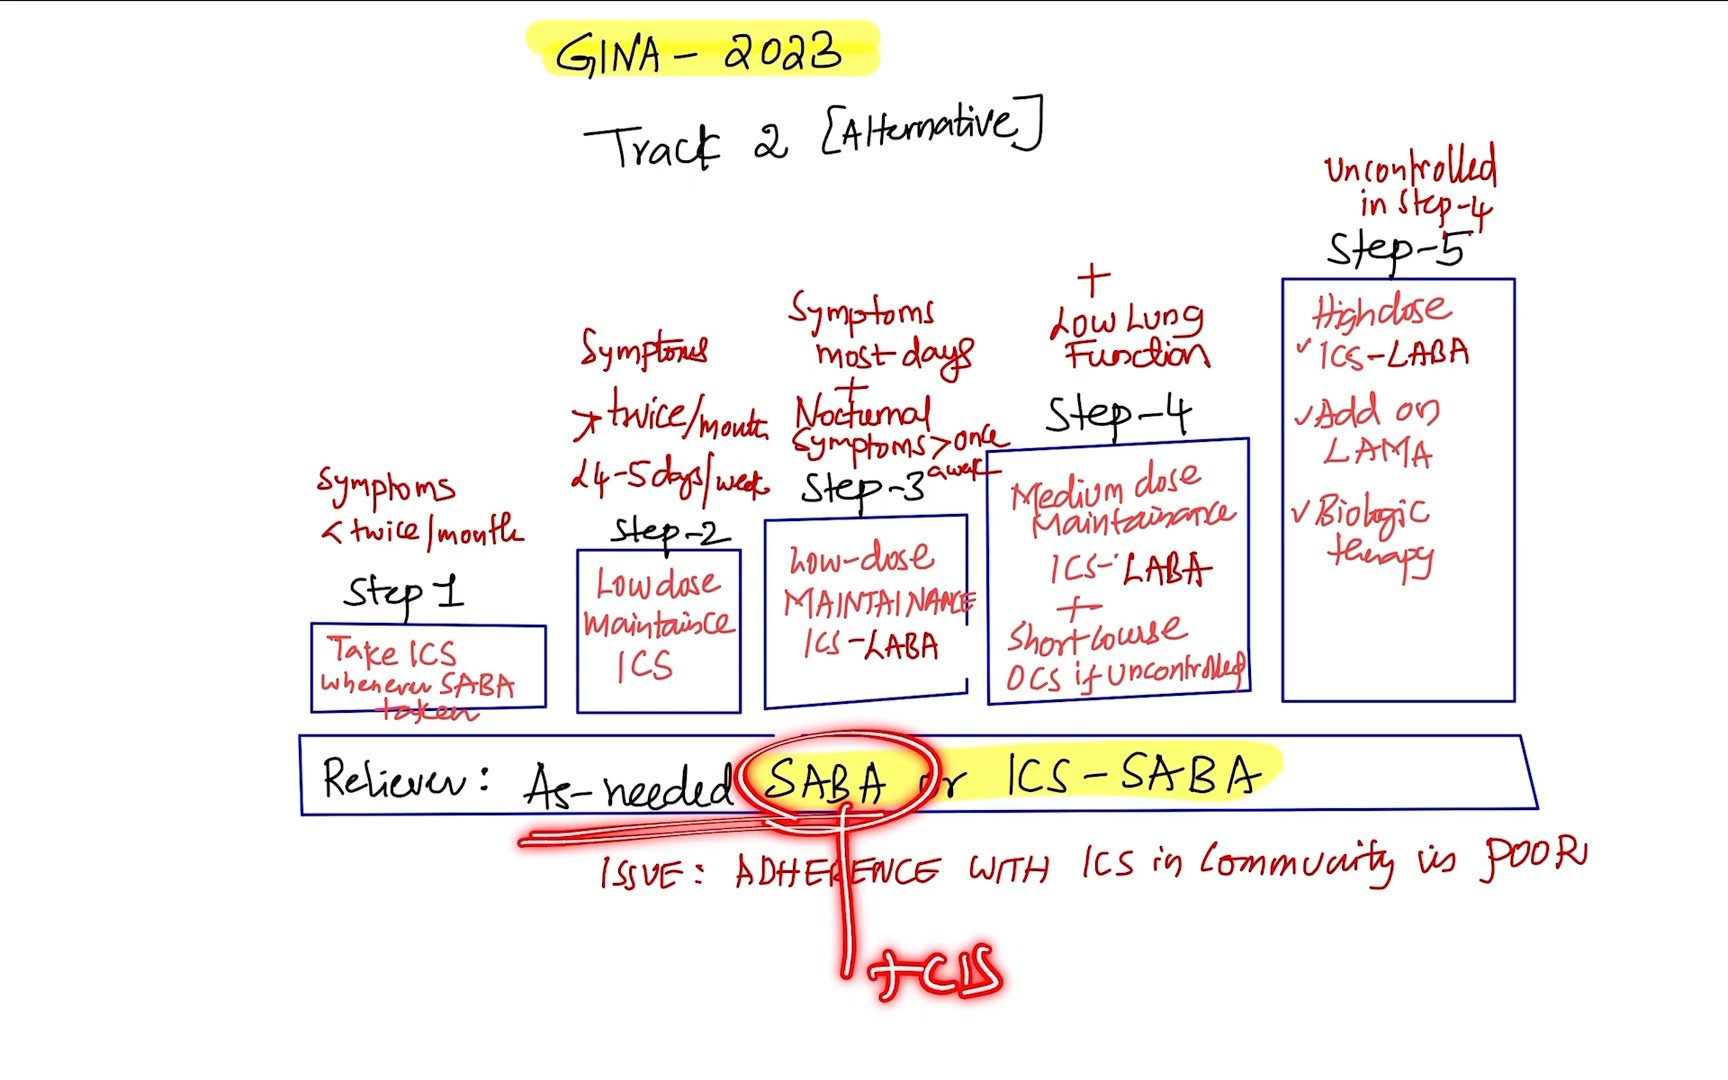 GINA - 2023
Track 2 [Alternative]
Symptoms
< twice/month
Step 1
Take ICS
whenever SABA
taken
Symptoms
> twice/month
<4-5 days/week
Step-2
Low dose
Maintaince
ICS
Symptoms
most days
+
Nocturnal
Symptoms > once
a week
Step-3
Low-dose
MAINTAINANCE
ICS-LABA
+
Low Lung
Function
Step-4
Medium dose
Maintainance
ICS-LABA
+
Short Course
OCS if Uncontrolled
Uncontrolled
in Step-4
Step-5
High dose
✓ ICS-LABA
✓ Add on
LAMA
✓ Biologic
therapy
Reliever: As-needed SABA or ICS-SABA
ISSUE: ADHERENCE WITH ICS in Community is POOR